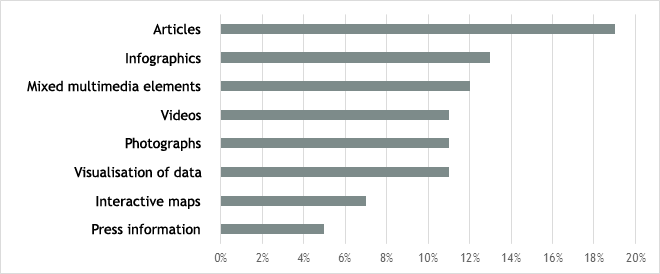 Articles
Infographics
Mixed multimedia elements
Videos
Photographs
Visualisation of data
Interactive maps
Press information
0% 2% 4% 6% 8% 10% 12% 14% 16% 18% 20%